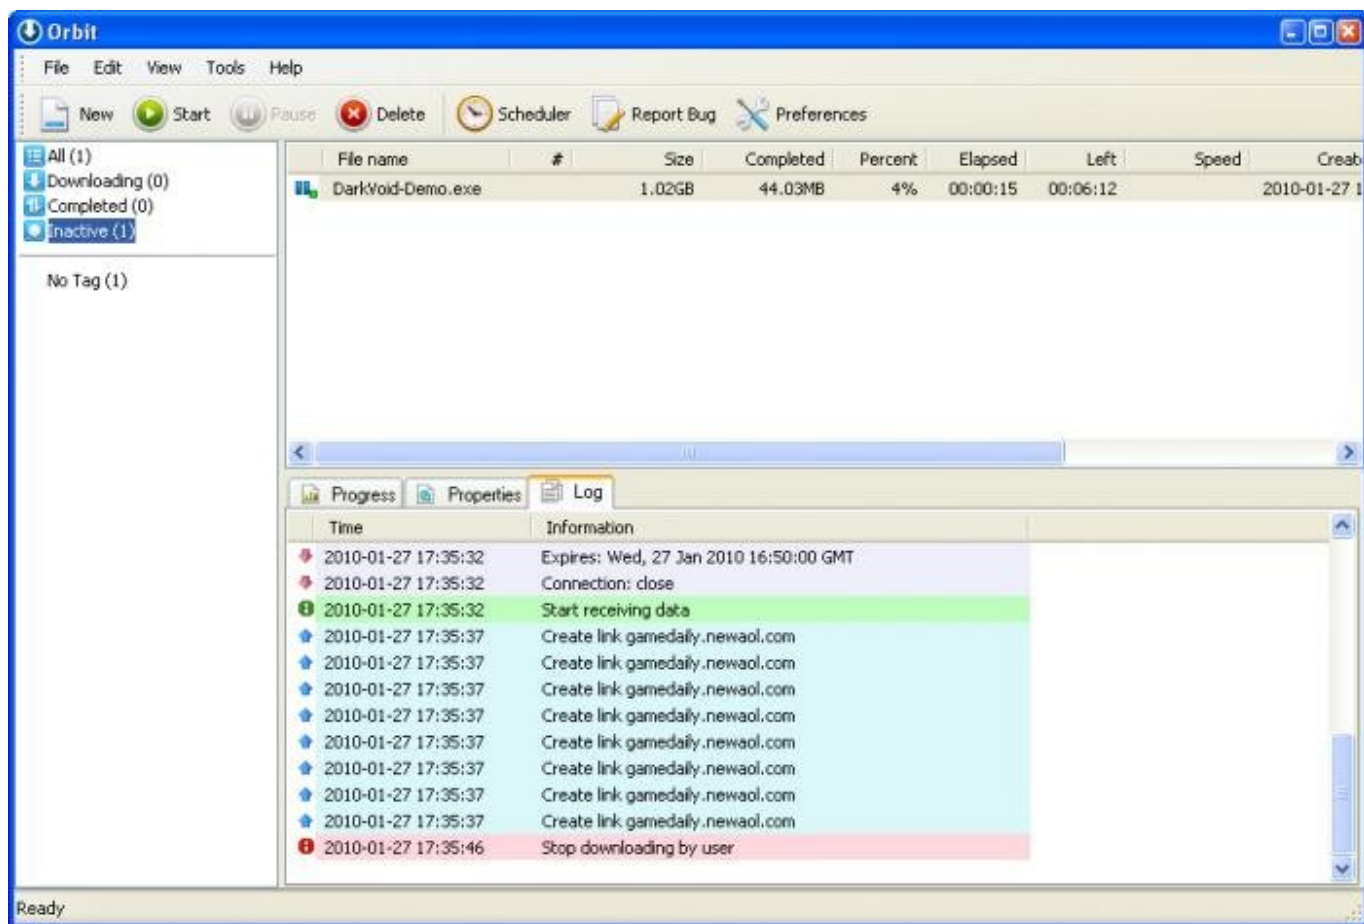 Orbit
File Edit View Tools Help
New Start Pause Delete Scheduler Report Bug Preferences
All (1)
Downloading (0)
Completed (0)
Inactive (1)
No Tag (1)
File name # Size Completed Percent Elapsed Left Speed Creat
DarkVoid-Demo.exe 1.02GB 44.03MB 4% 00:00:15 00:06:12 2010-01-27 1
Progress Properties Log
Time Information
2010-01-27 17:35:32 Expires: Wed, 27 Jan 2010 16:50:00 GMT
2010-01-27 17:35:32 Connection: close
2010-01-27 17:35:32 Start receiving data
2010-01-27 17:35:37 Create link gamedaily.newaol.com
2010-01-27 17:35:37 Create link gamedaily.newaol.com
2010-01-27 17:35:37 Create link gamedaily.newaol.com
2010-01-27 17:35:37 Create link gamedaily.newaol.com
2010-01-27 17:35:37 Create link gamedaily.newaol.com
2010-01-27 17:35:37 Create link gamedaily.newaol.com
2010-01-27 17:35:37 Create link gamedaily.newaol.com
2010-01-27 17:35:37 Create link gamedaily.newaol.com
2010-01-27 17:35:46 Stop downloading by user
Ready